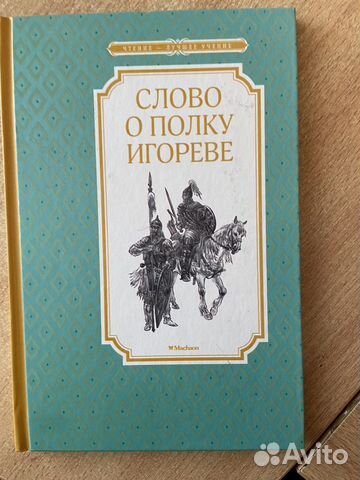 ЧТЕНИЕ – ЛУЧШЕЕ УЧЕНИЕ
СЛОВО
О ПОЛКУ
ИГОРЕВЕ
Machaon
Avito